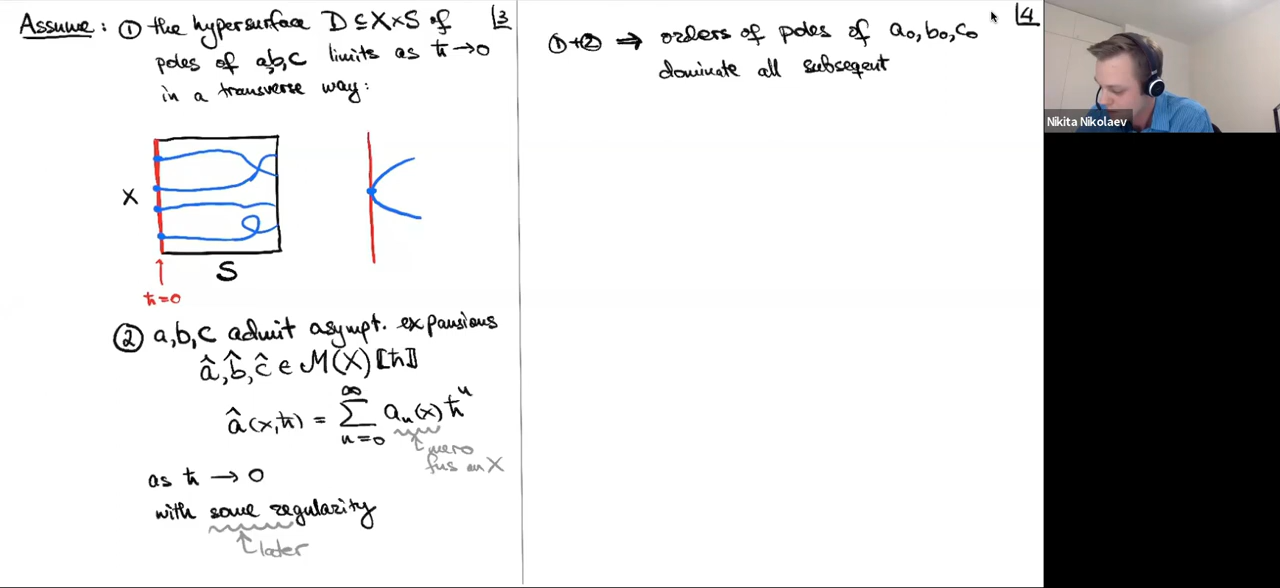 Assume: ① the hypersurface D ⊆ X×S of
poles of a,b,c limits as ħ→0
in a transverse way:
X
S
ħ=0
② a,b,c admit asympt. expansions
â,b̂,ĉ ∈ M(X)⟦ħ⟧
â(x,ħ) = ∑_{n=0}^{∞} a_n(x) ħ^n
mero
fns on X
as ħ → 0
with some regularity
later
3
①+② ⟹ orders of poles of a₀,b₀,c₀
dominate all subseqent
4
Nikita Nikolaev